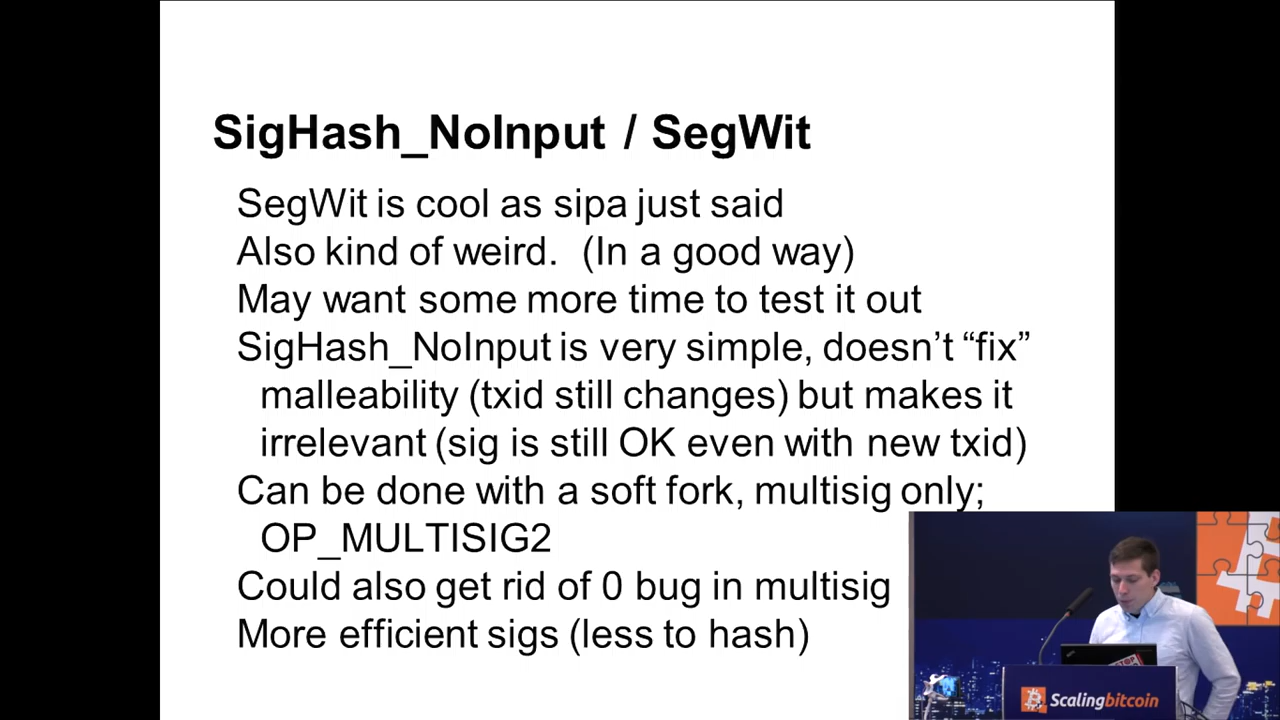 SigHash_NoInput / SegWit
SegWit is cool as sipa just said
Also kind of weird.  (In a good way)
May want some more time to test it out
SigHash_NoInput is very simple, doesn’t “fix”
malleability (txid still changes) but makes it
irrelevant (sig is still OK even with new txid)
Can be done with a soft fork, multisig only;
OP_MULTISIG2
Could also get rid of 0 bug in multisig
More efficient sigs (less to hash)
Scalingbitcoin